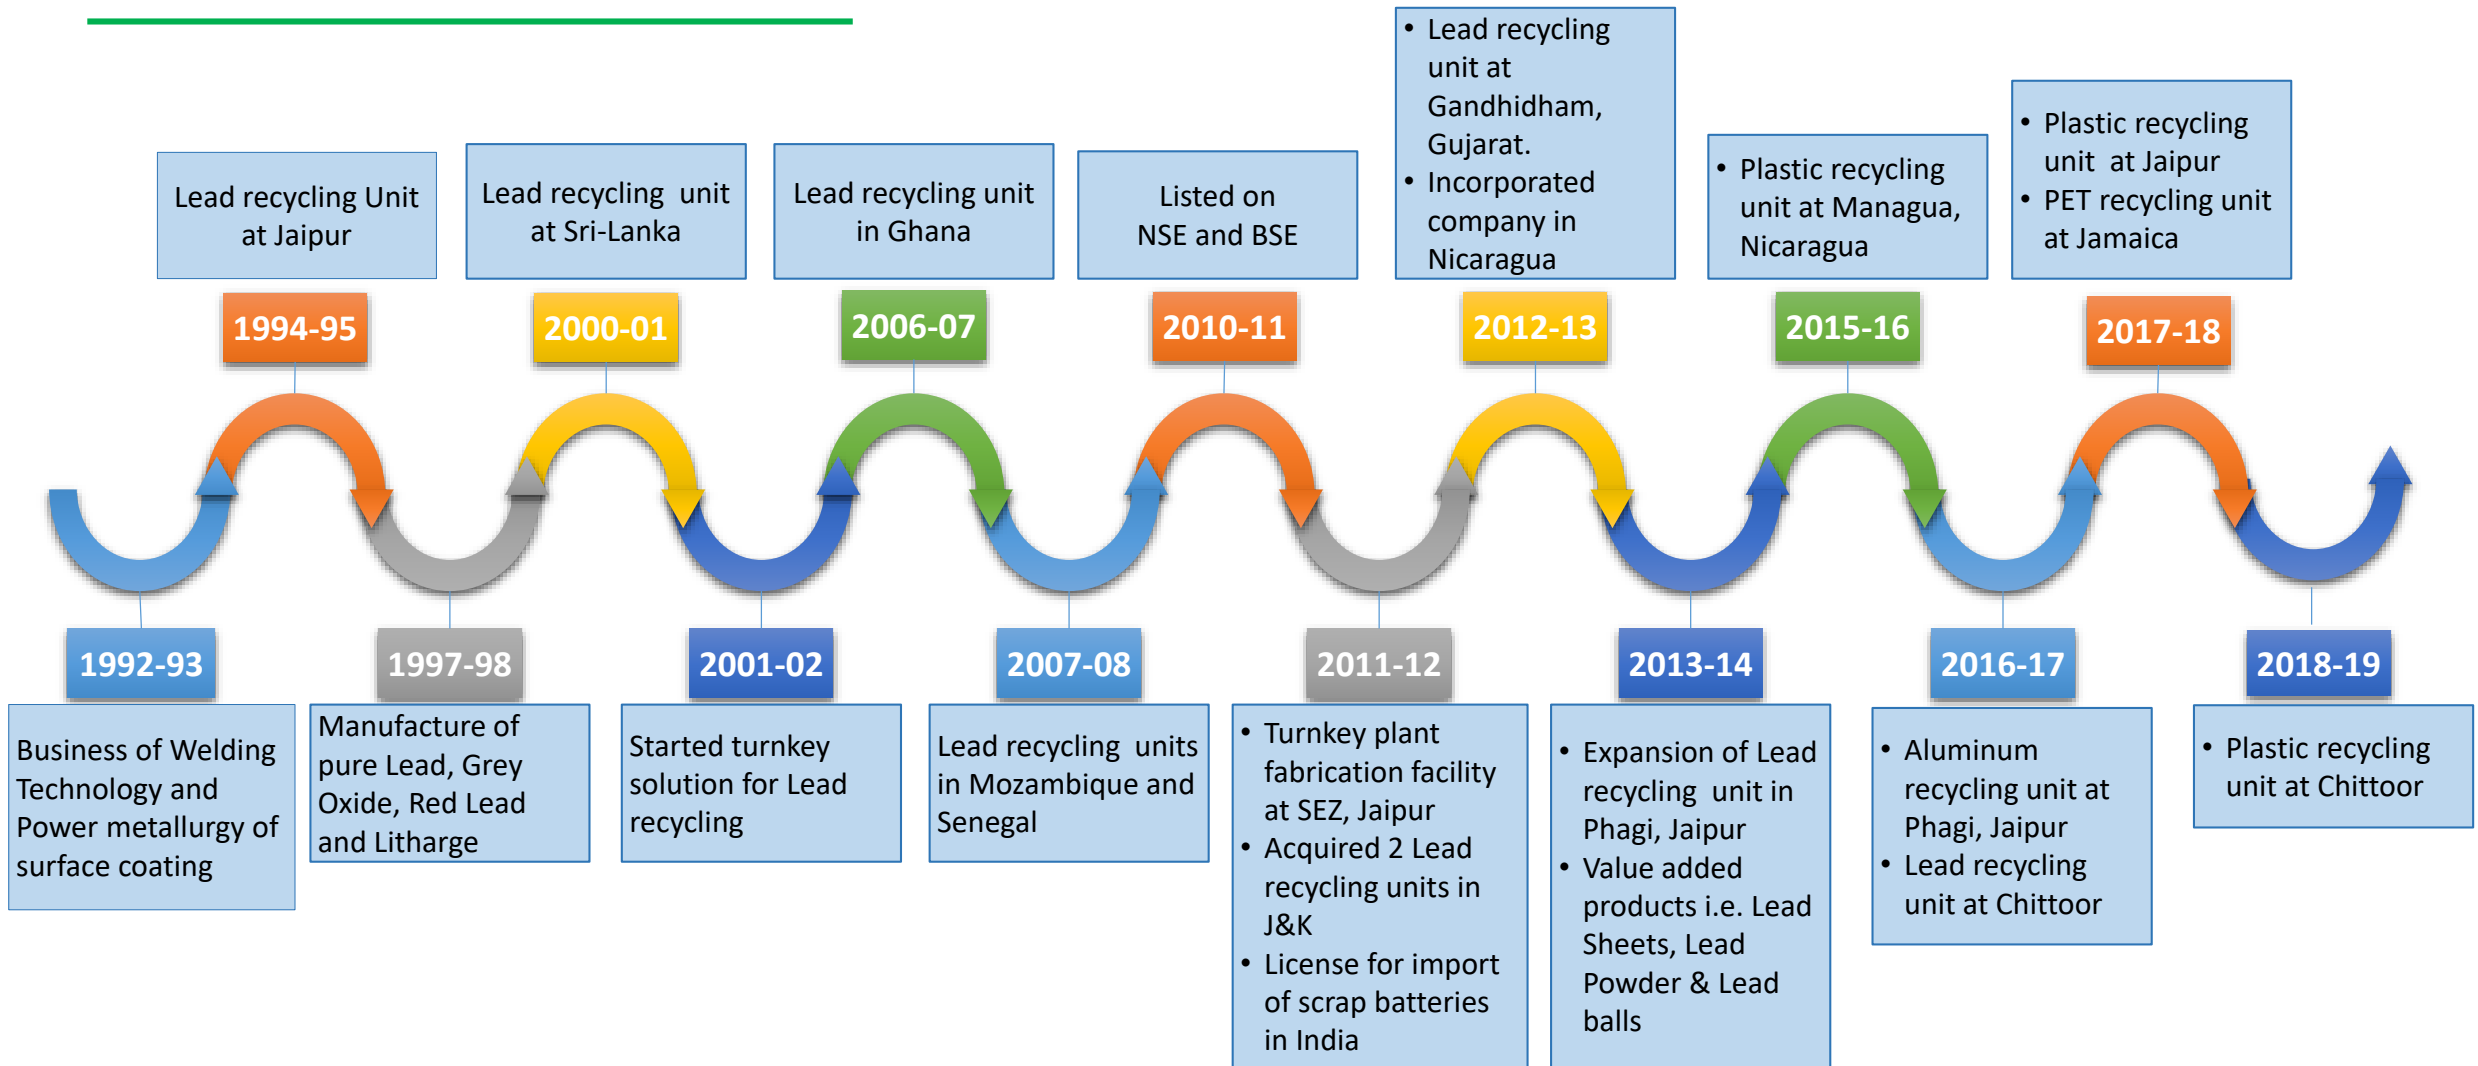 Lead recycling Unit
at Jaipur
1994-95
Lead recycling unit
at Sri-Lanka
2000-01
Lead recycling unit
in Ghana
2006-07
Listed on
NSE and BSE
2010-11
• Lead recycling
unit at
Gandhidham,
Gujarat.
• Incorporated
company in
Nicaragua
2012-13
• Plastic recycling
unit at Managua,
Nicaragua
2015-16
• Plastic recycling
unit at Jaipur
• PET recycling unit
at Jamaica
2017-18
1992-93
Business of Welding
Technology and
Power metallurgy of
surface coating
1997-98
Manufacture of
pure Lead, Grey
Oxide, Red Lead
and Litharge
2001-02
Started turnkey
solution for Lead
recycling
2007-08
Lead recycling units
in Mozambique and
Senegal
2011-12
• Turnkey plant
fabrication facility
at SEZ, Jaipur
• Acquired 2 Lead
recycling units in
J&K
• License for import
of scrap batteries
in India
2013-14
• Expansion of Lead
recycling unit in
Phagi, Jaipur
• Value added
products i.e. Lead
Sheets, Lead
Powder & Lead
balls
2016-17
• Aluminum
recycling unit at
Phagi, Jaipur
• Lead recycling
unit at Chittoor
2018-19
• Plastic recycling
unit at Chittoor